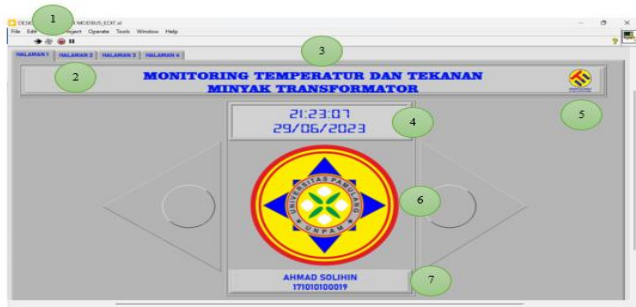 1
MODBUS_EDIT.vi
File Edit Project Operate Tools Window Help
3
HALAMAN 1 HALAMAN 2 HALAMAN 3 HALAMAN 4
2
MONITORING TEMPERATUR DAN TEKANAN
MINYAK TRANSFORMATOR
5
21:23:07
29/06/2023
4
UNIVERSITAS PAMULANG
UNPAM
6
AHMAD SOLIHIN
171010100019
7